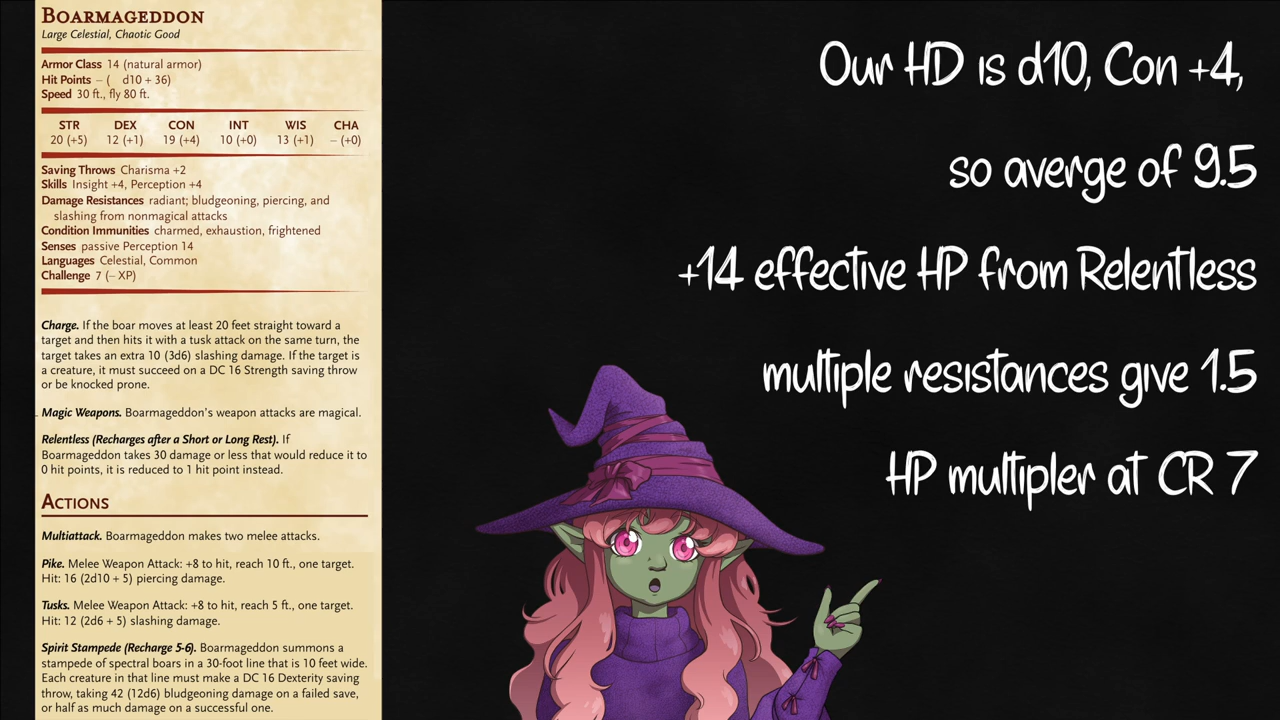 BOARMAGEDDON
Large Celestial, Chaotic Good
Armor Class 14 (natural armor)
Hit Points – ( d10 + 36)
Speed 30 ft., fly 80 ft.
STR DEX CON INT WIS CHA
20 (+5) 12 (+1) 19 (+4) 10 (+0) 13 (+1) – (+0)
Saving Throws Charisma +2
Skills Insight +4, Perception +4
Damage Resistances radiant; bludgeoning, piercing, and
slashing from nonmagical attacks
Condition Immunities charmed, exhaustion, frightened
Senses passive Perception 14
Languages Celestial, Common
Challenge 7 (– XP)
Charge. If the boar moves at least 20 feet straight toward a
target and then hits it with a tusk attack on the same turn, the
target takes an extra 10 (3d6) slashing damage. If the target is
a creature, it must succeed on a DC 16 Strength saving throw
or be knocked prone.
Magic Weapons. Boarmageddon's weapon attacks are magical.
Relentless (Recharges after a Short or Long Rest). If
Boarmageddon takes 30 damage or less that would reduce it to
0 hit points, it is reduced to 1 hit point instead.
ACTIONS
Multiattack. Boarmageddon makes two melee attacks.
Pike. Melee Weapon Attack: +8 to hit, reach 10 ft., one target.
Hit: 16 (2d10 + 5) piercing damage.
Tusks. Melee Weapon Attack: +8 to hit, reach 5 ft., one target.
Hit: 12 (2d6 + 5) slashing damage.
Spirit Stampede (Recharge 5-6). Boarmageddon summons a
stampede of spectral boars in a 30-foot line that is 10 feet wide.
Each creature in that line must make a DC 16 Dexterity saving
throw, taking 42 (12d6) bludgeoning damage on a failed save,
or half as much damage on a successful one.
Our HD is d10, Con +4,
so averge of 9.5
+14 effective HP from Relentless
multiple resistances give 1.5
HP multipler at CR 7